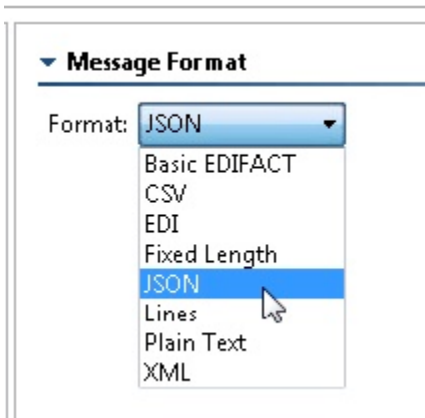 Message Format
Format: JSON
Basic EDIFACT
CSV
EDI
Fixed Length
JSON
Lines
Plain Text
XML